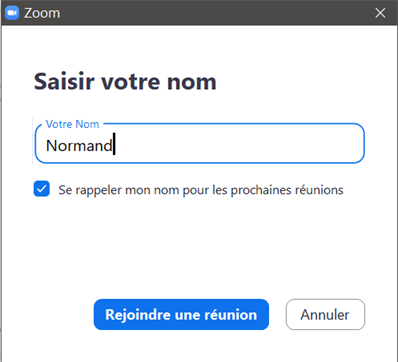 Zoom
Saisir votre nom
Votre Nom
Normand
Se rappeler mon nom pour les prochaines réunions
Rejoindre une réunion
Annuler